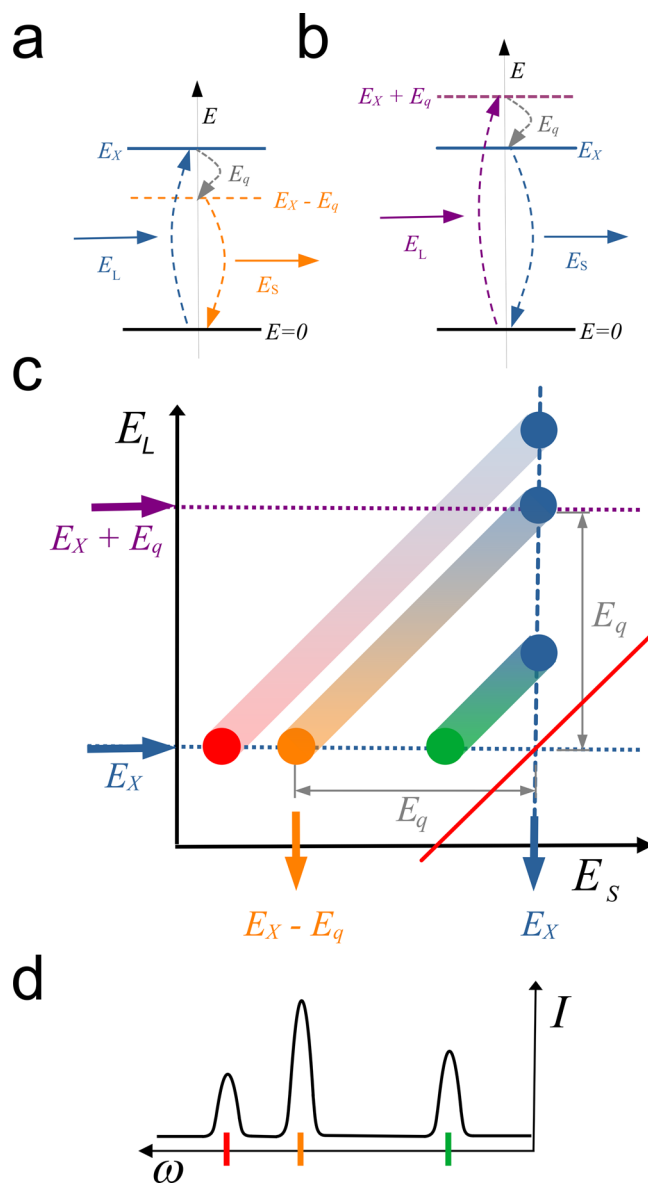 a
E
E_X
E_q
E_X - E_q
E_L
E_S
E=0
b
E
E_X + E_q
E_q
E_X
E_L
E_S
E=0
c
E_L
E_X + E_q
E_q
E_X
E_q
E_S
E_X - E_q
E_X
d
I
ω